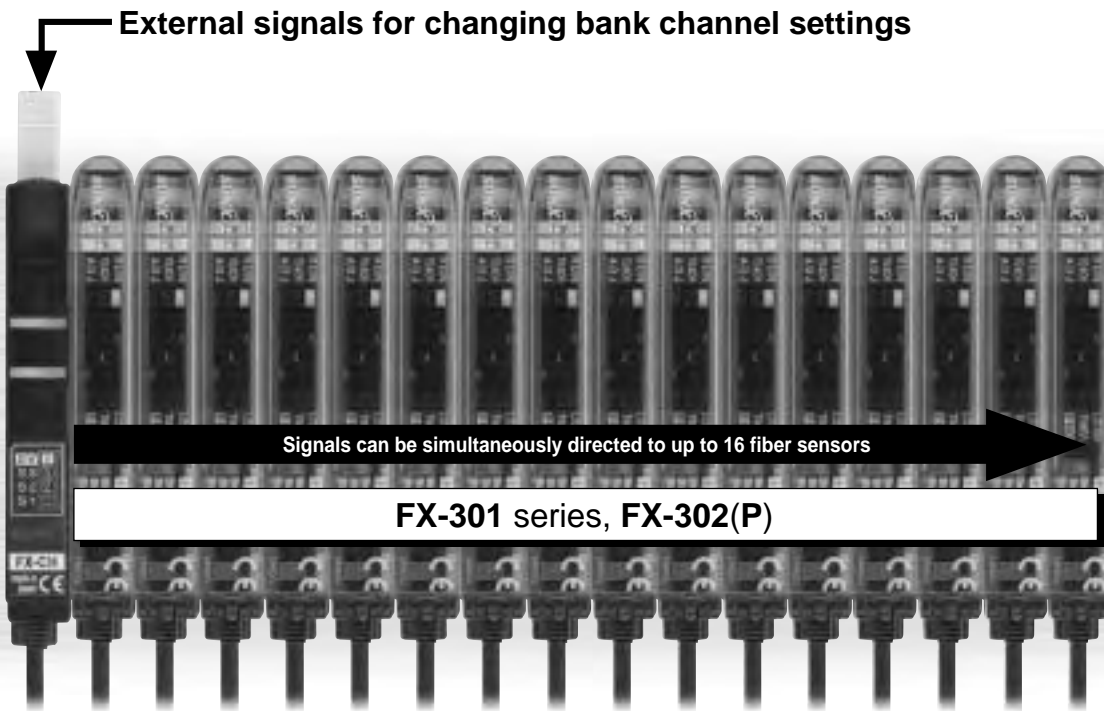 External signals for changing bank channel settings
Signals can be simultaneously directed to up to 16 fiber sensors
FX-301 series, FX-302(P)
CE